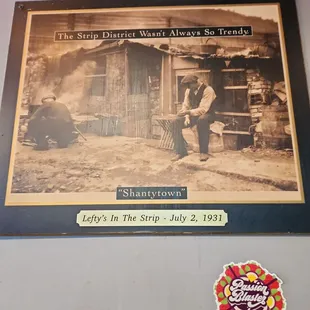 The Strip District Wasn't Always So Trendy.
"Shantytown"
Lefty's In The Strip - July 2, 1931
Passion
Blaster